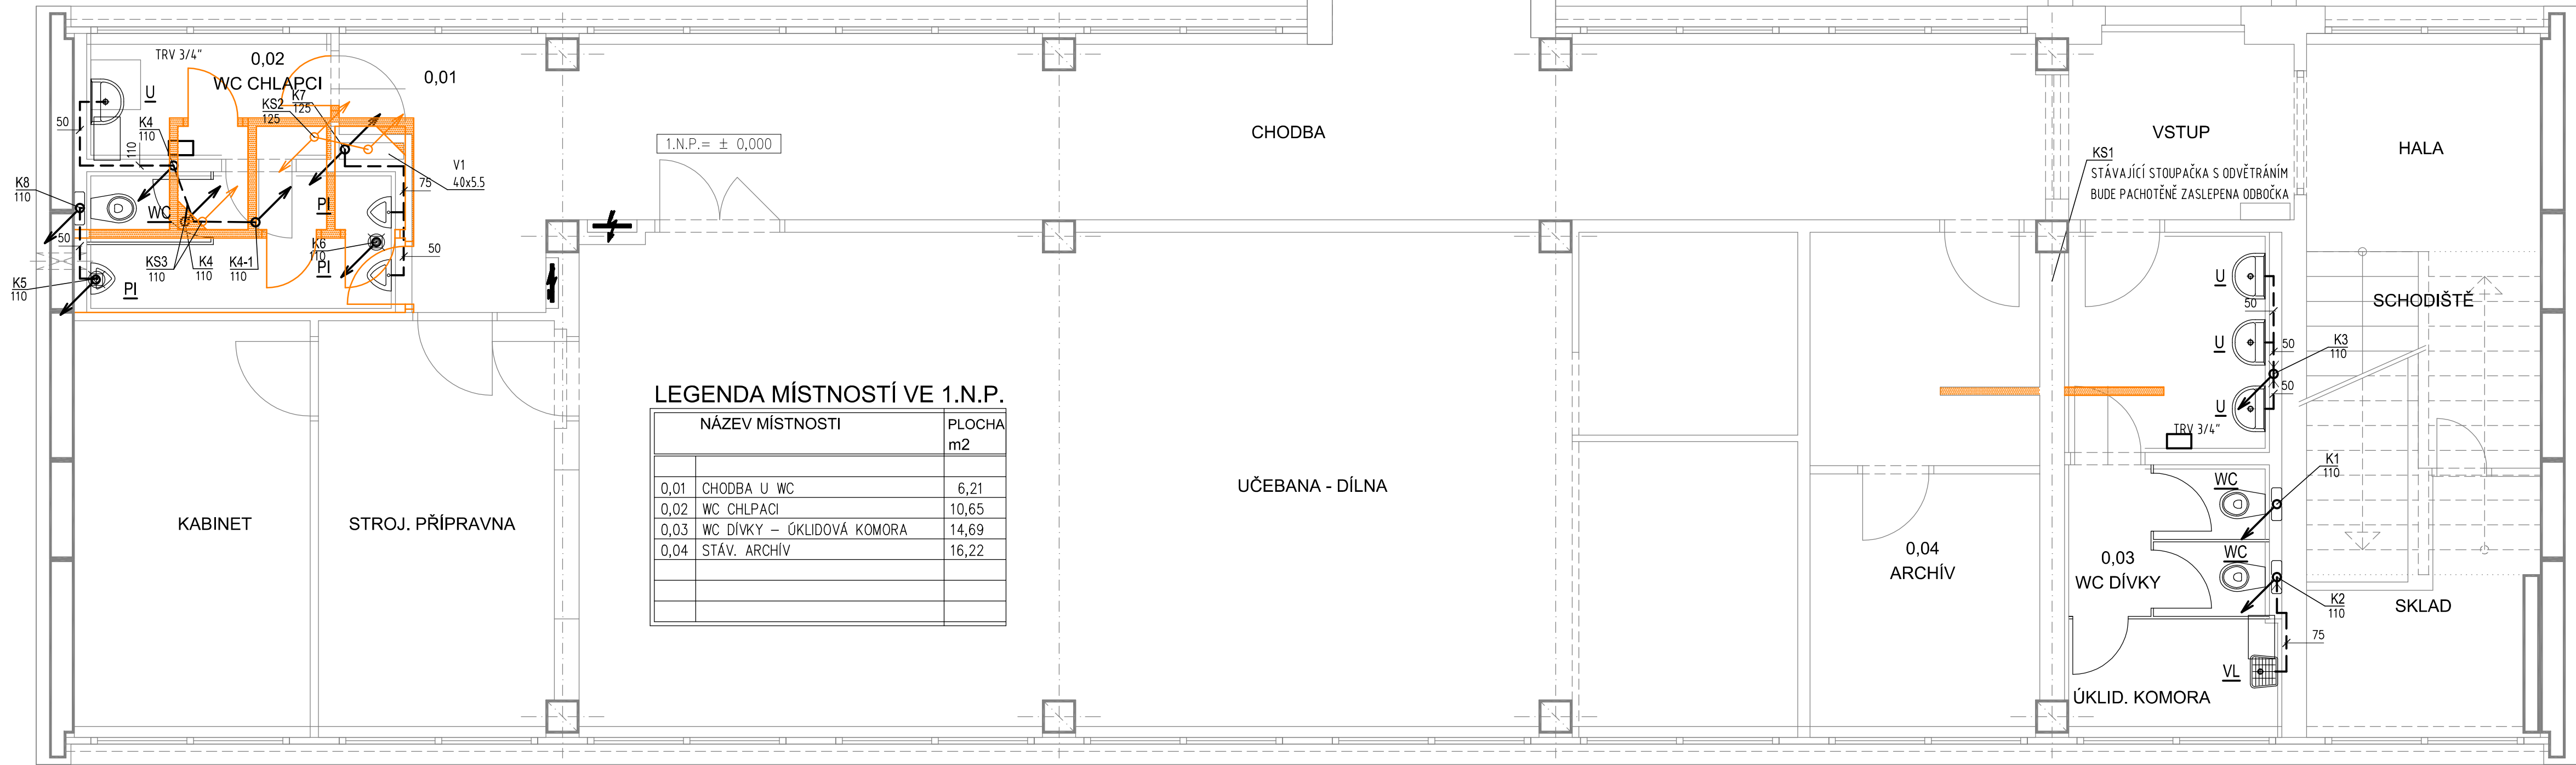 TRV 3/4"
0,02
WC CHLAPCI
0,01
U
KS2
125
K7
125
50
K4
110
110
1.N.P.= ± 0,000
CHODBA
VSTUP
HALA
V1
40x5.5
75
KS1
STÁVAJÍCÍ STOUPAČKA S ODVĚTRÁNÍM
BUDE PACHOTĚNĚ ZASLEPENA ODBOČKA
K8
110
WC
PI
50
K6
110
PI
50
KS3
110
K4
110
K4-1
110
K5
110
PI
U
50
SCHODIŠTĚ
U
50
K3
110
50
U
TRV 3/4"
LEGENDA MÍSTNOSTÍ VE 1.N.P.
NÁZEV MÍSTNOSTI PLOCHA
m2
0,01 CHODBA U WC 6,21
0,02 WC CHLPACI 10,65
0,03 WC DÍVKY – ÚKLIDOVÁ KOMORA 14,69
0,04 STÁV. ARCHÍV 16,22
KABINET
STROJ. PŘÍPRAVNA
UČEBANA - DÍLNA
K1
110
WC
0,04
ARCHÍV
0,03
WC DÍVKY
WC
K2
110
SKLAD
75
VL
ÚKLID. KOMORA